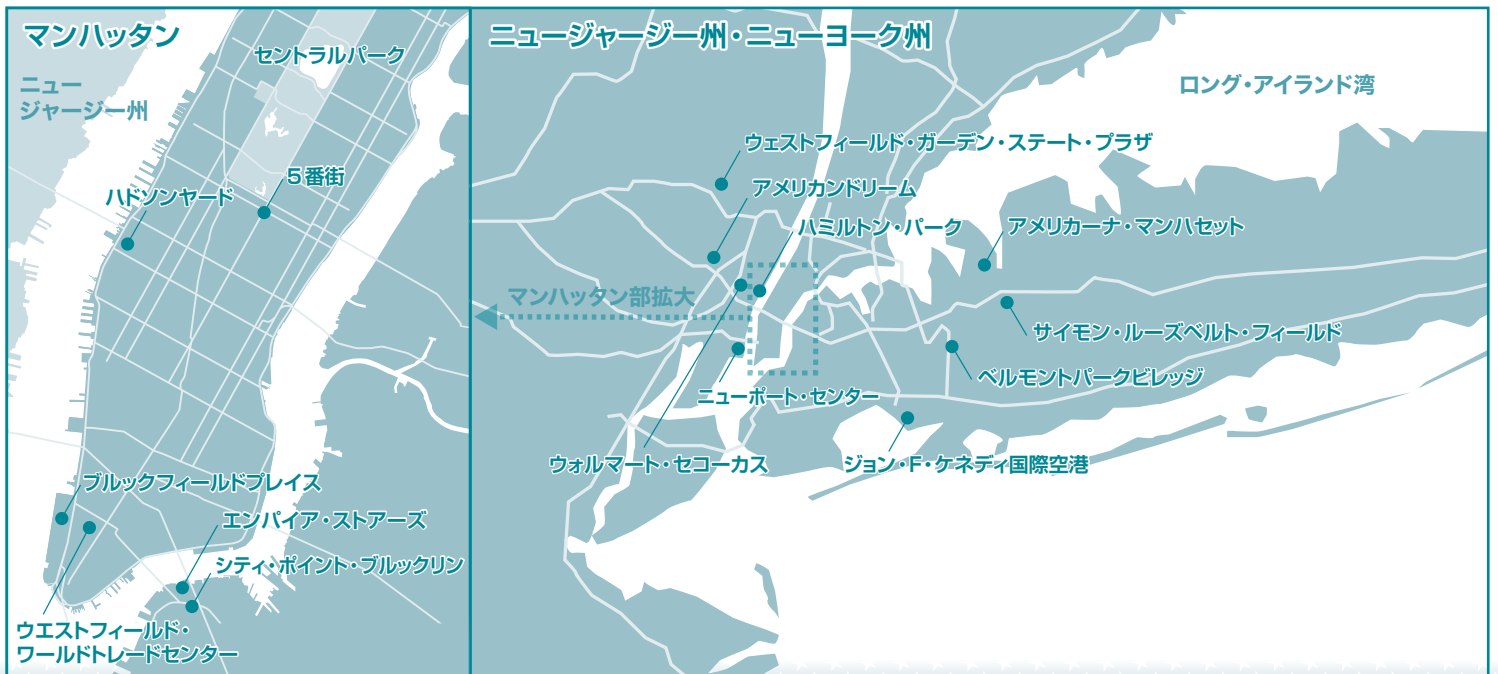 マンハッタン
セントラルパーク
ニュー
ジャージー州
5番街
ハドソンヤード
ブルックフィールドプレイス
エンパイア・ストアーズ
シティ・ポイント・ブルックリン
ウエストフィールド・
ワールドトレードセンター
ニュージャージー州・ニューヨーク州
ロング・アイランド湾
ウェストフィールド・ガーデン・ステート・プラザ
アメリカンドリーム
ハミルトン・パーク
アメリカーナ・マンハセット
マンハッタン部拡大
サイモン・ルーズベルト・フィールド
ベルモントパークビレッジ
ニューポート・センター
ウォルマート・セコーカス
ジョン・F・ケネディ国際空港